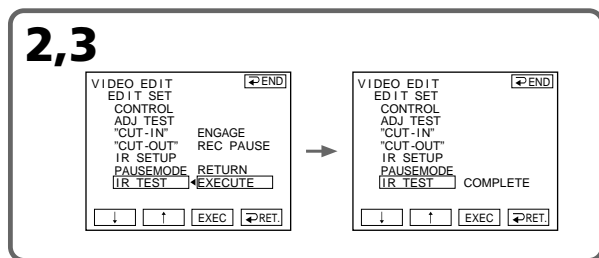 2,3
VIDEO EDIT ⮌END
EDIT SET
CONTROL
ADJ TEST
"CUT-IN" ENGAGE
"CUT-OUT" REC PAUSE
IR SETUP
PAUSEMODE RETURN
IR TEST ◀EXECUTE
↓ ↑ EXEC ⮌RET.
→
VIDEO EDIT ⮌END
EDIT SET
CONTROL
ADJ TEST
"CUT-IN"
"CUT-OUT"
IR SETUP
PAUSEMODE
IR TEST COMPLETE
↓ ↑ EXEC ⮌RET.